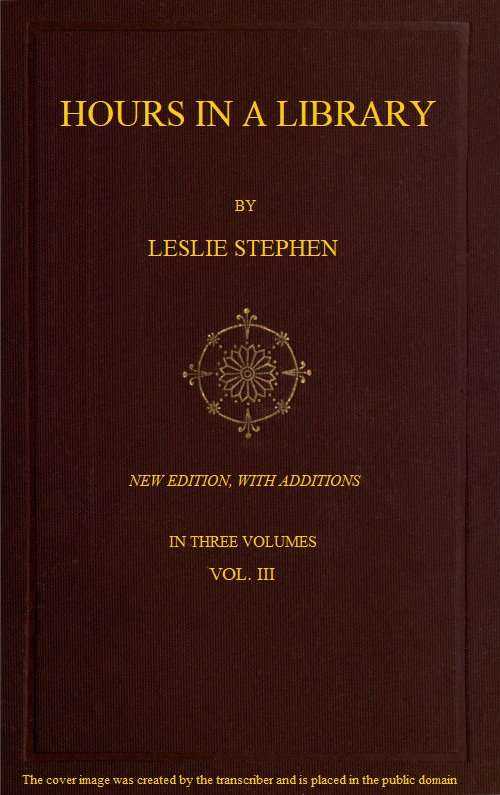 HOURS IN A LIBRARY
BY
LESLIE STEPHEN
NEW EDITION, WITH ADDITIONS
IN THREE VOLUMES
VOL. III
The cover image was created by the transcriber and is placed in the public domain